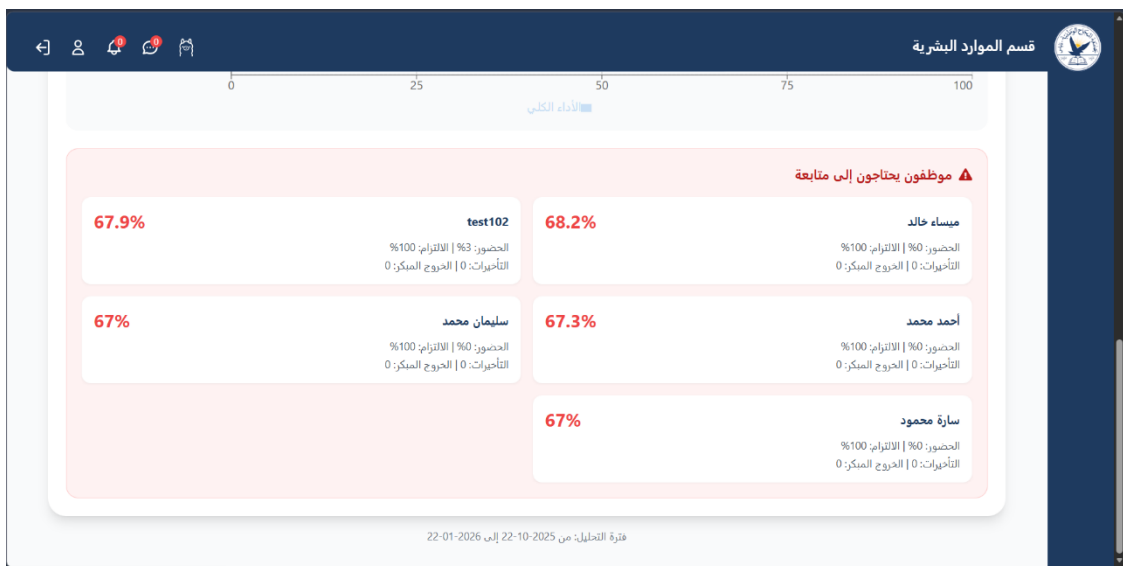 قسم الموارد البشرية
0
0
0 25 50 75 100
الأداء الكلي
موظفون يحتاجون إلى متابعة
ميساء خالد
68.2%
الحضور: 0% | الالتزام: 100%
التأخيرات: 0 | الخروج المبكر: 0
test102
67.9%
الحضور: 3% | الالتزام: 100%
التأخيرات: 0 | الخروج المبكر: 0
أحمد محمد
67.3%
الحضور: 0% | الالتزام: 100%
التأخيرات: 0 | الخروج المبكر: 0
سليمان محمد
67%
الحضور: 0% | الالتزام: 100%
التأخيرات: 0 | الخروج المبكر: 0
سارة محمود
67%
الحضور: 0% | الالتزام: 100%
التأخيرات: 0 | الخروج المبكر: 0
فترة التحليل: من 2025-10-22 إلى 2026-01-22